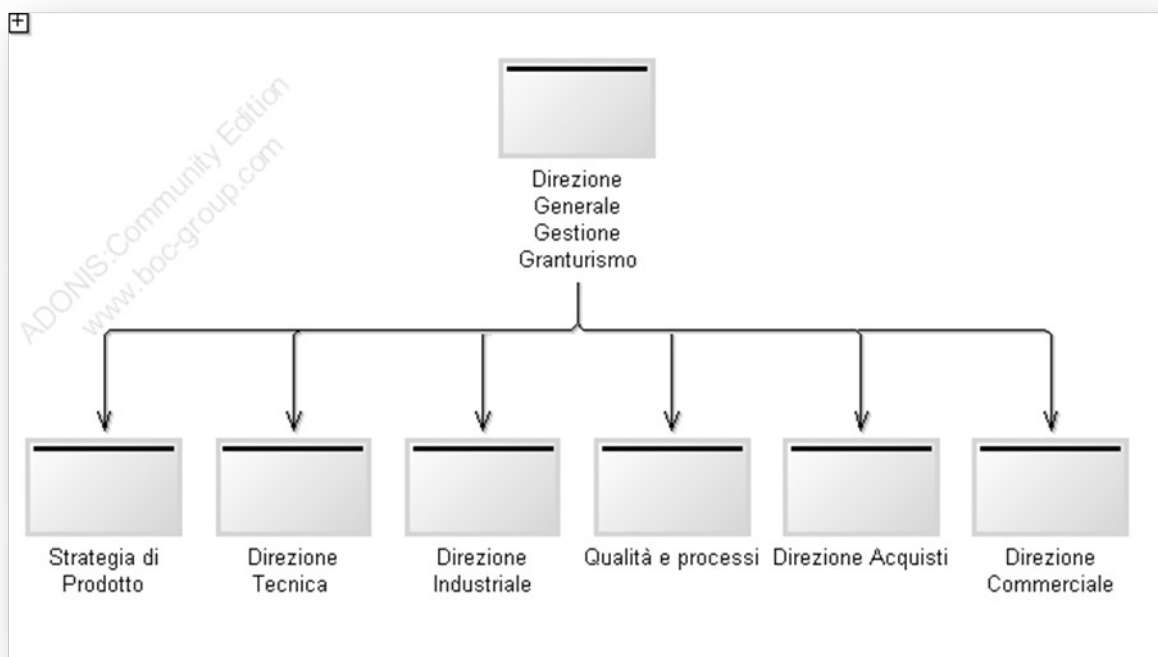 ADONIS:Community Edition
www.boc-group.com
Direzione
Generale
Gestione
Granturismo
Strategia di
Prodotto
Direzione
Tecnica
Direzione
Industriale
Qualità e processi
Direzione Acquisti
Direzione
Commerciale